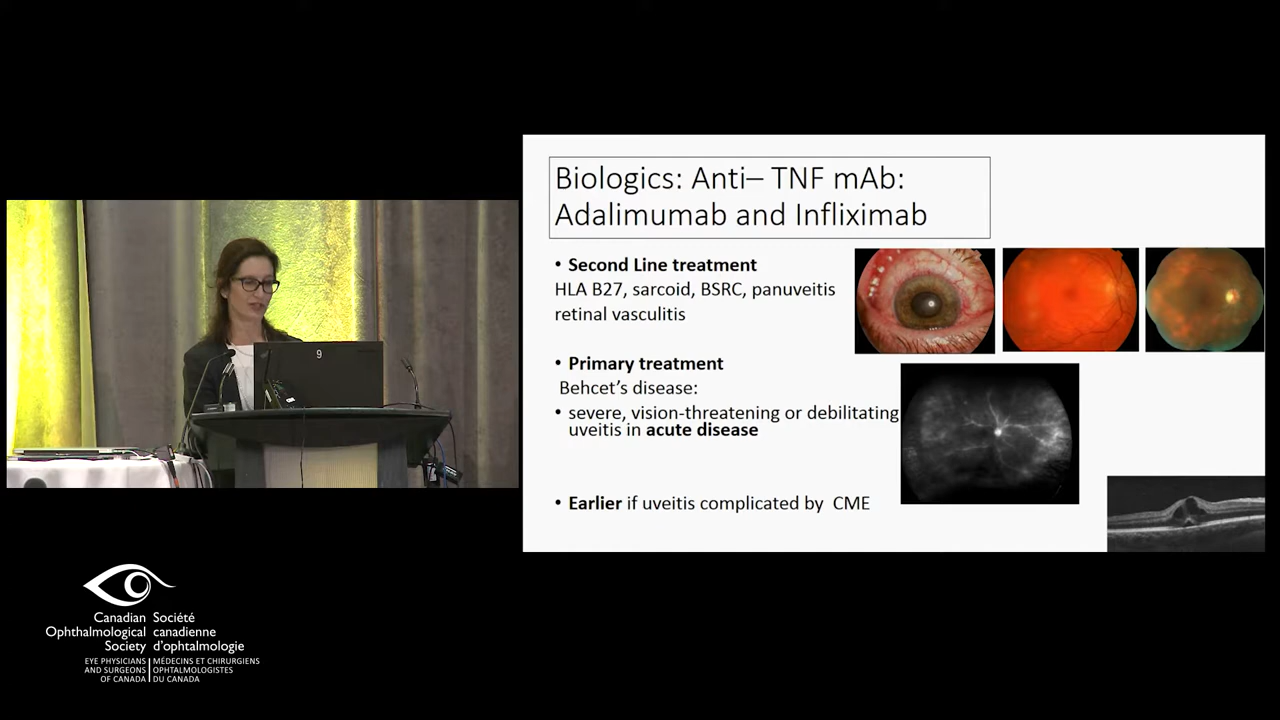 Biologics: Anti– TNF mAb:
Adalimumab and Infliximab
• Second Line treatment
HLA B27, sarcoid, BSRC, panuveitis
retinal vasculitis
• Primary treatment
Behcet's disease:
• severe, vision-threatening or debilitating
uveitis in acute disease
• Earlier if uveitis complicated by CME
9
Canadian
Ophthalmological
Society
Société
canadienne
d'ophtalmologie
EYE PHYSICIANS
AND SURGEONS
OF CANADA
MÉDECINS ET CHIRURGIENS
OPHTALMOLOGISTES
DU CANADA